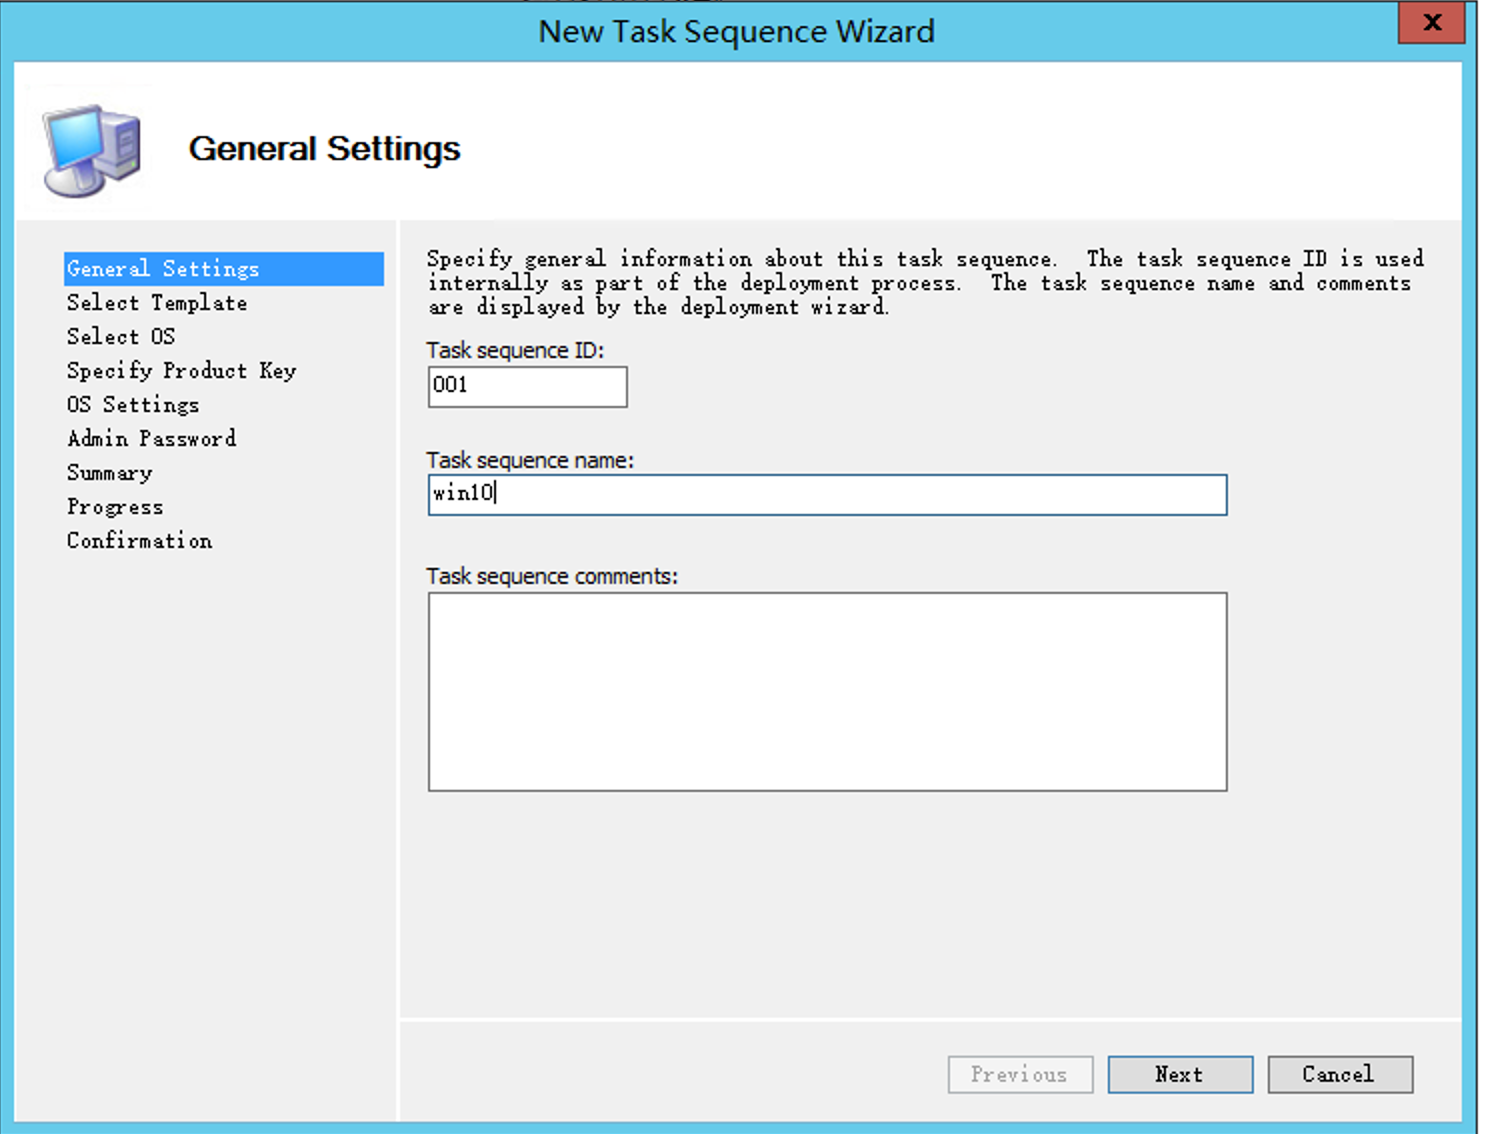 New Task Sequence Wizard
X
General Settings
General Settings
Select Template
Select OS
Specify Product Key
OS Settings
Admin Password
Summary
Progress
Confirmation
Specify general information about this task sequence.  The task sequence ID is used
internally as part of the deployment process.  The task sequence name and comments
are displayed by the deployment wizard.
Task sequence ID:
001
Task sequence name:
win10
Task sequence comments:
Previous
Next
Cancel